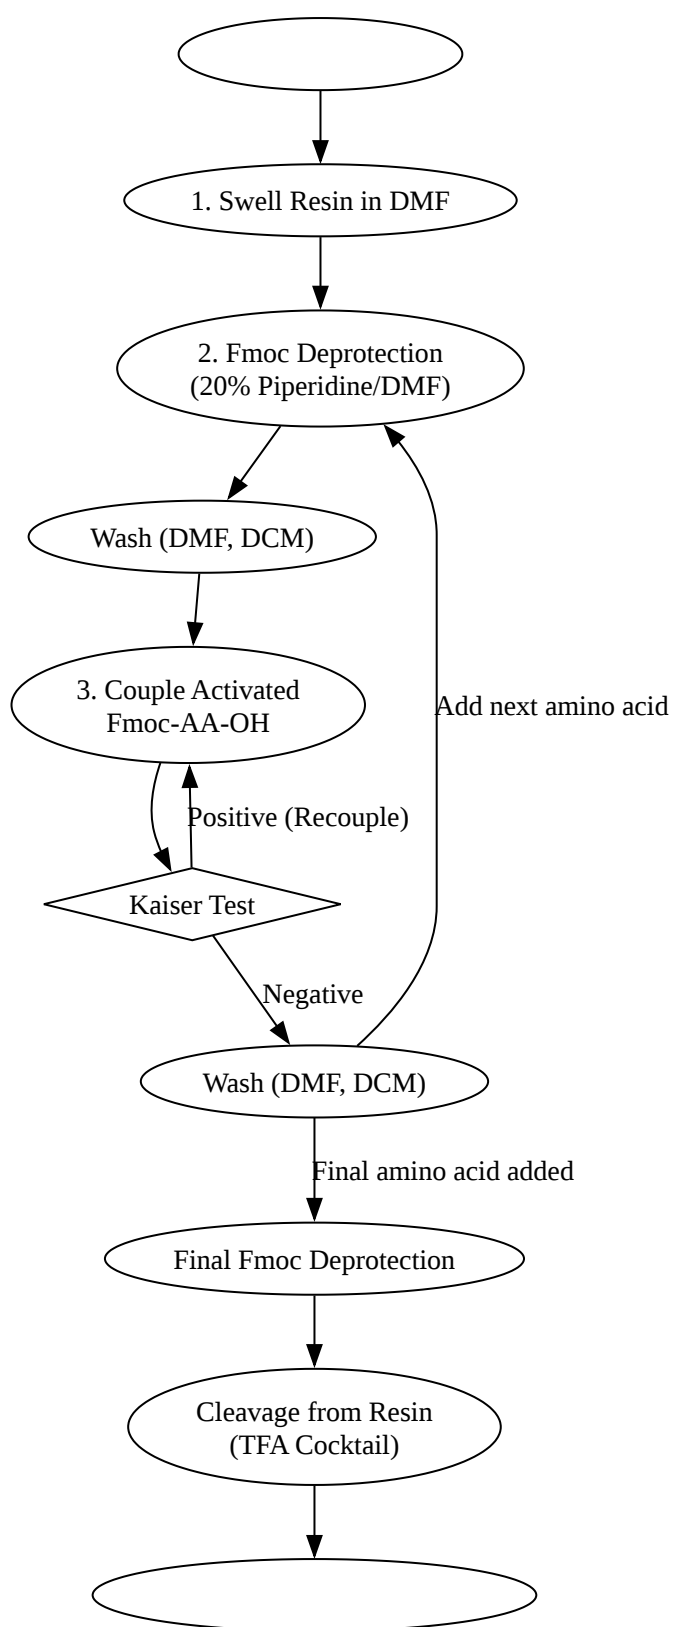 1. Swell Resin in DMF
2. Fmoc Deprotection
(20% Piperidine/DMF)
Wash (DMF, DCM)
3. Couple Activated
Fmoc-AA-OH
Add next amino acid
Positive (Recouple)
Kaiser Test
Negative
Wash (DMF, DCM)
Final amino acid added
Final Fmoc Deprotection
Cleavage from Resin
(TFA Cocktail)